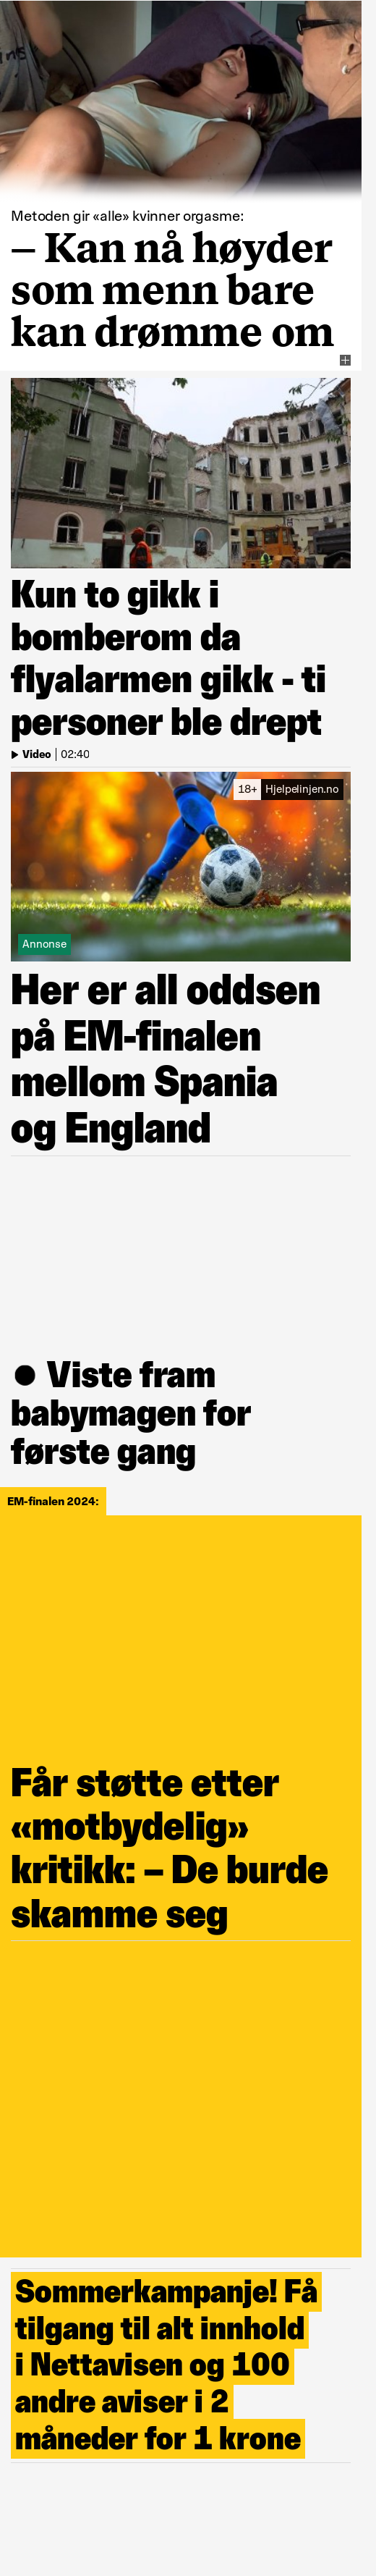 Metoden gir «alle» kvinner orgasme:
– Kan nå høyder
som menn bare
kan drømme om
Kun to gikk i
bomberom da
flyalarmen gikk - ti
personer ble drept
Video | 02:40
18+ Hjelpelinjen.no
Annonse
Her er all oddsen
på EM-finalen
mellom Spania
og England
● Viste fram
babymagen for
første gang
EM-finalen 2024:
Får støtte etter
«motbydelig»
kritikk: – De burde
skamme seg
Sommerkampanje! Få
tilgang til alt innhold
i Nettavisen og 100
andre aviser i 2
måneder for 1 krone